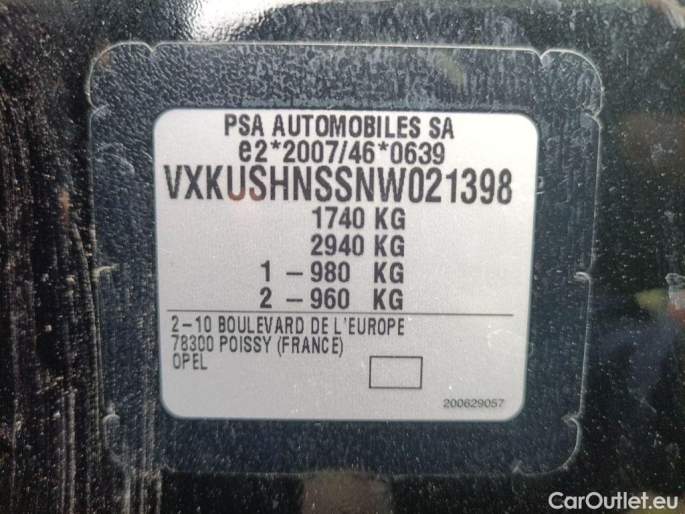 PSA AUTOMOBILES SA
e2*2007/46*0639
VXKUSHNSSNW021398
1740 KG
2940 KG
1 – 980 KG
2 – 960 KG
2–10 BOULEVARD DE L'EUROPE
78300 POISSY (FRANCE)
OPEL
200629057
CarOutlet.eu